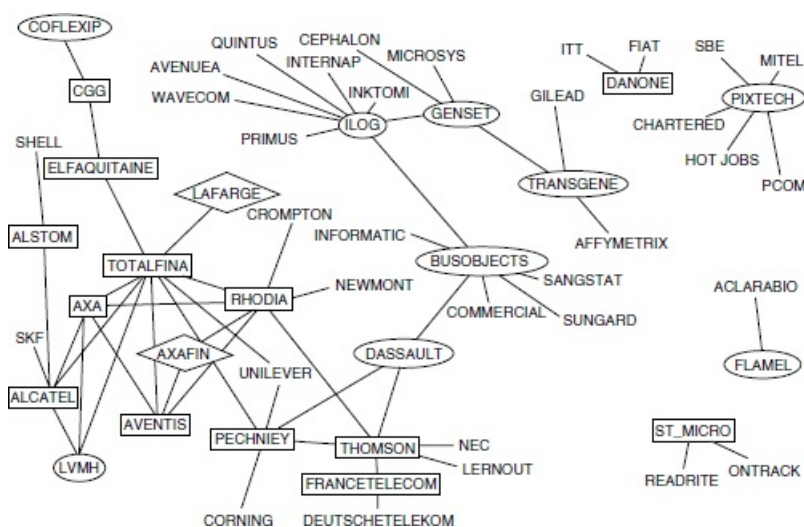 COFLEXIP
QUINTUS
CEPHALON
MICROSYS
ITT
FIAT
SBE
MITEL
AVENUEA
INTERNAP
CGG
DANONE
WAVECOM
INKTOMI
GENSET
GILEAD
PIXTECH
ILOG
CHARTERED
SHELL
PRIMUS
HOT JOBS
ELFAQUITAINE
PCOM
TRANSGENE
LAFARGE
CROMPTON
ALSTOM
INFORMATIC
AFFYMETRIX
TOTALFINA
BUSOBJECTS
SANGSTAT
AXA
RHODIA
NEWMONT
ACLARABIO
COMMERCIAL
SUNGARD
SKF
AXAFIN
DASSAULT
UNILEVER
FLAMEL
ALCATEL
AVENTIS
PECHNIEY
THOMSON
NEC
ST_MICRO
LVMH
LERNOUT
FRANCETELECOM
READRITE
ONTRACK
CORNING
DEUTSCHETELEKOM